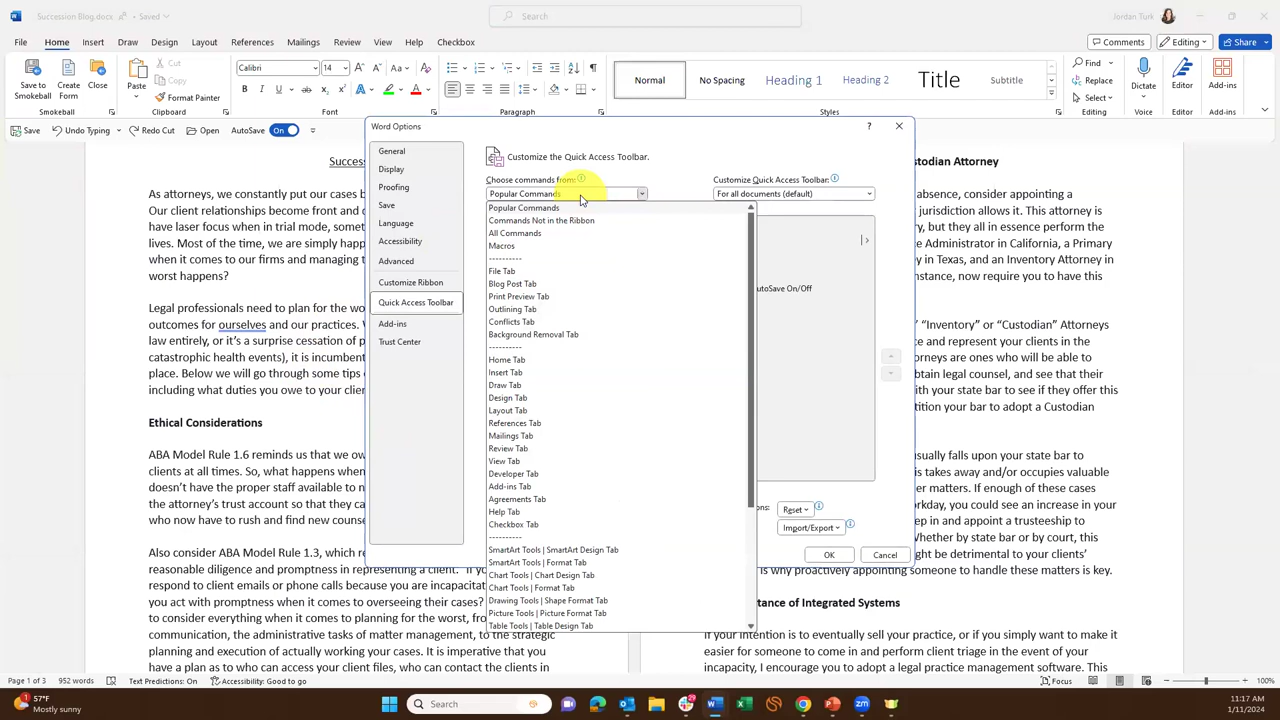 Succession Blog.docx
Saved
Search
Jordan Turk
File Home Insert Draw Design Layout References Mailings Review View Help Checkbox
Comments Editing Share
Save to Smokeball
Create Form
Close
Smokeball
Paste
Cut
Copy
Format Painter
Clipboard
Calibri 14
Font
Paragraph
Normal No Spacing Heading 1 Heading 2 Title Subtitle
Styles
Find
Replace
Select
Editing
Dictate
Voice
Editor
Editor
Add-ins
Add-ins
Save Undo Typing Redo Cut Open AutoSave On
Word Options
General
Display
Proofing
Save
Language
Accessibility
Advanced
Customize Ribbon
Quick Access Toolbar
Add-ins
Trust Center
Customize the Quick Access Toolbar.
Choose commands from:
Popular Commands
Customize Quick Access Toolbar:
For all documents (default)
Popular Commands
Commands Not in the Ribbon
All Commands
Macros
----------
File Tab
Blog Post Tab
Print Preview Tab
Outlining Tab
Conflicts Tab
Background Removal Tab
----------
Home Tab
Insert Tab
Draw Tab
Design Tab
Layout Tab
References Tab
Mailings Tab
Review Tab
View Tab
Developer Tab
Add-ins Tab
Agreements Tab
Help Tab
Checkbox Tab
----------
SmartArt Tools | SmartArt Design Tab
SmartArt Tools | Format Tab
Chart Tools | Chart Design Tab
Chart Tools | Format Tab
Drawing Tools | Shape Format Tab
Picture Tools | Picture Format Tab
Table Tools | Table Design Tab
utoSave On/Off
Reset
Import/Export
OK Cancel
Succes
As attorneys, we constantly put our cases b
Our client relationships become front and c
have laser focus when in trial mode, somet
lives. Most of the time, we are simply happ
when it comes to our firms and managing t
worst happens?
Legal professionals need to plan for the wo
outcomes for ourselves and our practices. W
law entirely, or it's a surprise cessation of p
catastrophic health events), it is incumbent
place. Below we will go through some tips
including what duties you owe to your clier
Ethical Considerations
ABA Model Rule 1.6 reminds us that we ow
clients at all times. So, what happens when
doesn't have the proper staff available to n
the attorney's trust account so that they c
who now have to rush and find new couns
Also consider ABA Model Rule 1.3, which r
reasonable diligence and promptness in representing a client. If yo
respond to client emails or phone calls because you are incapacitat
you act with promptness when it comes to overseeing their cases?
to consider everything when it comes to planning for the worst, from
communication, the administrative tasks of matter management, to the strategic
planning and execution of actually working your cases. It is imperative that you
have a plan as to who can access your client files, who can contact the clients in
ustodian Attorney
absence, consider appointing a
jurisdiction allows it. This attorney is
y, but they all in essence perform the
e Administrator in California, a Primary
in Texas, and an Inventory Attorney in
nstance, now require you to have this
" "Inventory" or "Custodian" Attorneys
e and represent your clients in the
torneys are ones who will be able to
btain legal counsel, and see that their
with your state bar to see if they offer this
tition your bar to adopt a Custodian
usually falls upon your state bar to
is takes away and/or occupies valuable
er matters. If enough of these cases
rkday, you could see an increase in your
ep in and appoint a trusteeship to
Whether by state bar or by court, this
ght be detrimental to your clients'
is why proactively appointing someone to handle these matters is key.
tance of Integrated Systems
If your intention is to eventually sell your practice, or if you simply want to make it
easier for someone to come in and perform client triage in the event of your
incapacity, I encourage you to adopt a legal practice management software. This
Page 1 of 3 952 words Text Predictions: On Accessibility: Good to go Focus 100%
57°F
Mostly sunny
Search
29
11:17 AM
1/11/2024